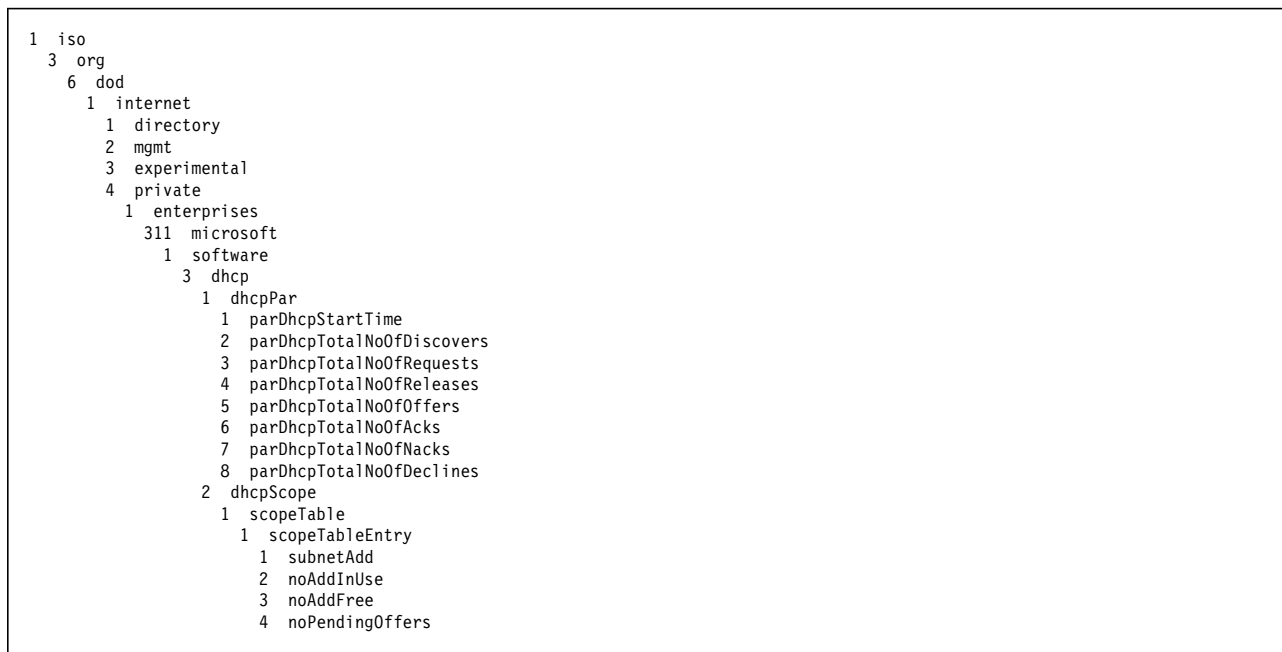 1 iso
3 org
6 dod
1 internet
1 directory
2 mgmt
3 experimental
4 private
1 enterprises
311 microsoft
1 software
3 dhcp
1 dhcpPar
1 parDhcpStartTime
2 parDhcpTotalNoOfDiscovers
3 parDhcpTotalNoOfRequests
4 parDhcpTotalNoOfReleases
5 parDhcpTotalNoOfOffers
6 parDhcpTotalNoOfAcks
7 parDhcpTotalNoOfNacks
8 parDhcpTotalNoOfDeclines
2 dhcpScope
1 scopeTable
1 scopeTableEntry
1 subnetAdd
2 noAddInUse
3 noAddFree
4 noPendingOffers